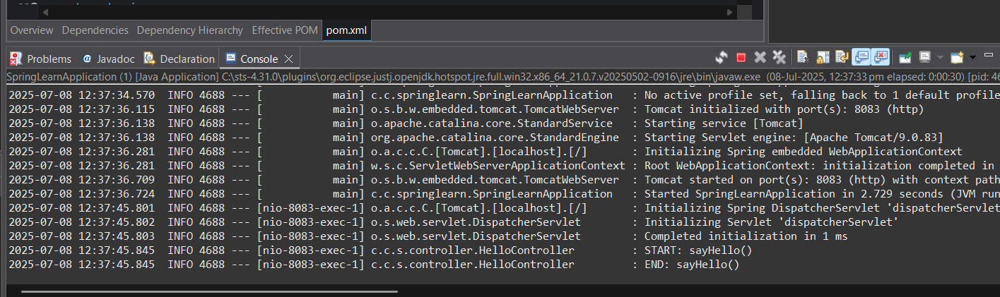 Overview Dependencies Dependency Hierarchy Effective POM pom.xml
Problems @ Javadoc Declaration Console
SpringLearnApplication (1) [Java Application] C:\sts-4.31.0\plugins\org.eclipse.justj.openjdk.hotspot.jre.full.win32.x86_64_21.0.7.v20250502-0916\jre\bin\javaw.exe (08-Jul-2025, 12:37:33 pm elapsed: 0:00:30) [pid: 46
2025-07-08 12:37:34.570 INFO 4688 --- [ main] c.c.springlearn.SpringLearnApplication : No active profile set, falling back to 1 default profile
2025-07-08 12:37:36.115 INFO 4688 --- [ main] o.s.b.w.embedded.tomcat.TomcatWebServer : Tomcat initialized with port(s): 8083 (http)
2025-07-08 12:37:36.138 INFO 4688 --- [ main] o.apache.catalina.core.StandardService : Starting service [Tomcat]
2025-07-08 12:37:36.138 INFO 4688 --- [ main] org.apache.catalina.core.StandardEngine : Starting Servlet engine: [Apache Tomcat/9.0.83]
2025-07-08 12:37:36.281 INFO 4688 --- [ main] o.a.c.c.C.[Tomcat].[localhost].[/] : Initializing Spring embedded WebApplicationContext
2025-07-08 12:37:36.281 INFO 4688 --- [ main] w.s.c.ServletWebServerApplicationContext : Root WebApplicationContext: initialization completed in
2025-07-08 12:37:36.709 INFO 4688 --- [ main] o.s.b.w.embedded.tomcat.TomcatWebServer : Tomcat started on port(s): 8083 (http) with context path
2025-07-08 12:37:36.724 INFO 4688 --- [ main] c.c.springlearn.SpringLearnApplication : Started SpringLearnApplication in 2.729 seconds (JVM run
2025-07-08 12:37:45.801 INFO 4688 --- [nio-8083-exec-1] o.a.c.c.C.[Tomcat].[localhost].[/] : Initializing Spring DispatcherServlet 'dispatcherServlet
2025-07-08 12:37:45.802 INFO 4688 --- [nio-8083-exec-1] o.s.web.servlet.DispatcherServlet : Initializing Servlet 'dispatcherServlet'
2025-07-08 12:37:45.803 INFO 4688 --- [nio-8083-exec-1] o.s.web.servlet.DispatcherServlet : Completed initialization in 1 ms
2025-07-08 12:37:45.845 INFO 4688 --- [nio-8083-exec-1] c.c.s.controller.HelloController : START: sayHello()
2025-07-08 12:37:45.845 INFO 4688 --- [nio-8083-exec-1] c.c.s.controller.HelloController : END: sayHello()